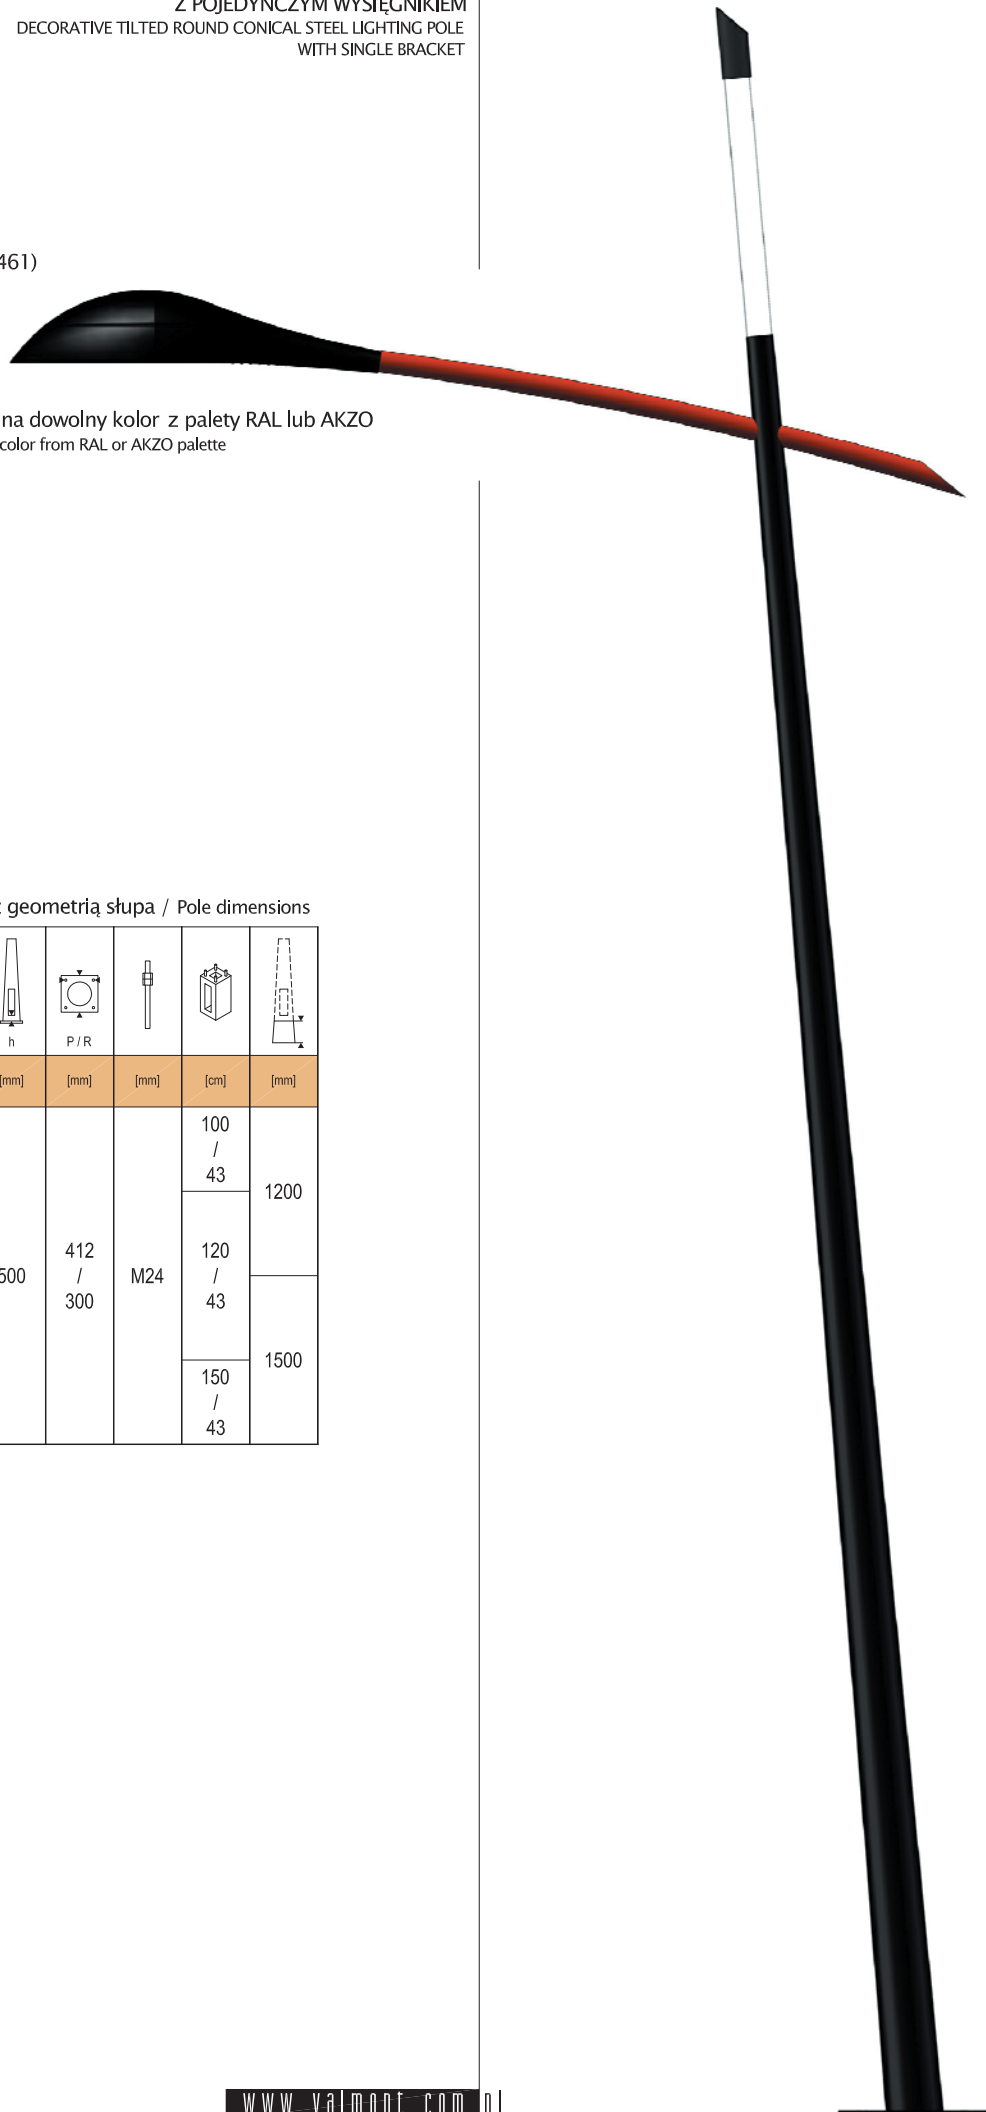 Z POJEDYNCZYM WYSIĘGNIKIEM
DECORATIVE TILTED ROUND CONICAL STEEL LIGHTING POLE
WITH SINGLE BRACKET
461)
na dowolny kolor z palety RAL lub AKZO
color from RAL or AKZO palette
z geometrią słupa / Pole dimensions
h P / R
[mm] [mm] [mm] [cm] [mm]
100
/
43
1200
500
412
/
300
M24
120
/
43
1500
150
/
43
www.valmont.com.pl